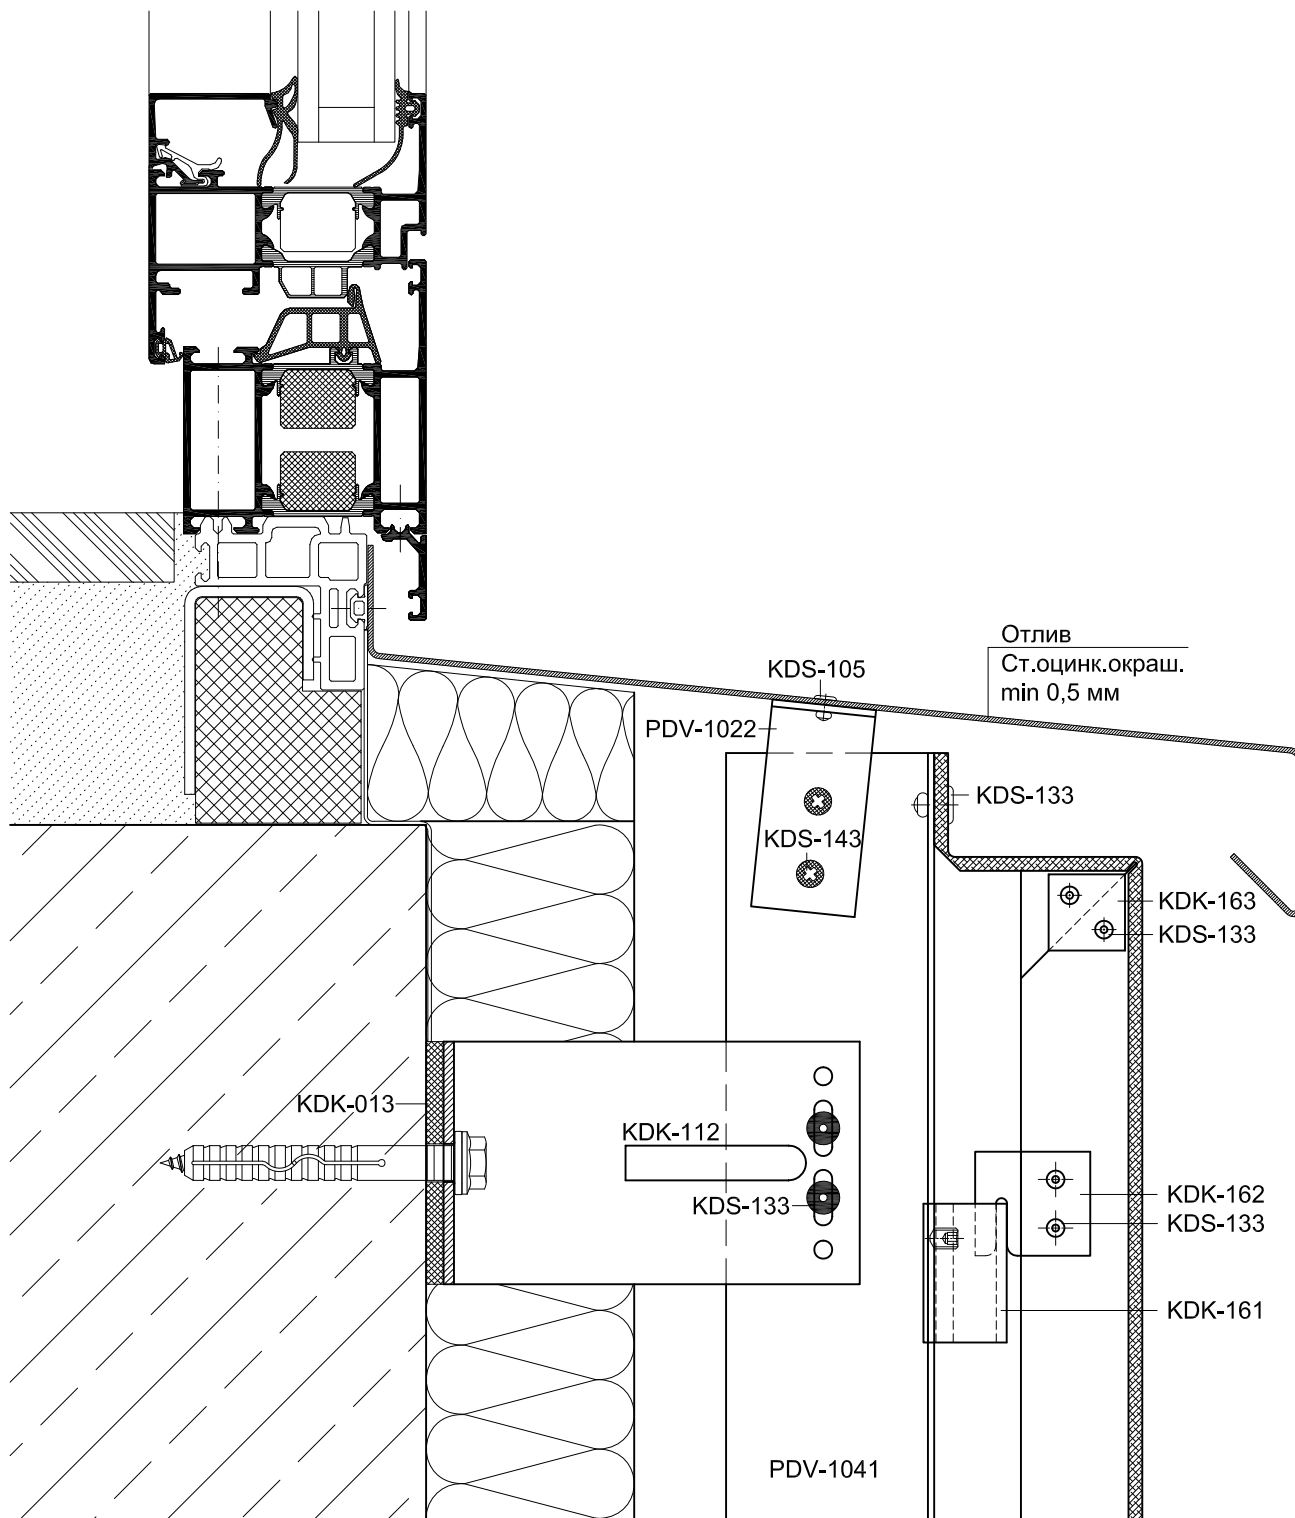 Отлив
Ст.оцинк.окраш.
min 0,5 мм
KDS-105
PDV-1022
KDS-133
KDS-143
KDK-163
KDS-133
KDK-013
KDK-112
KDS-133
KDK-162
KDS-133
KDK-161
PDV-1041